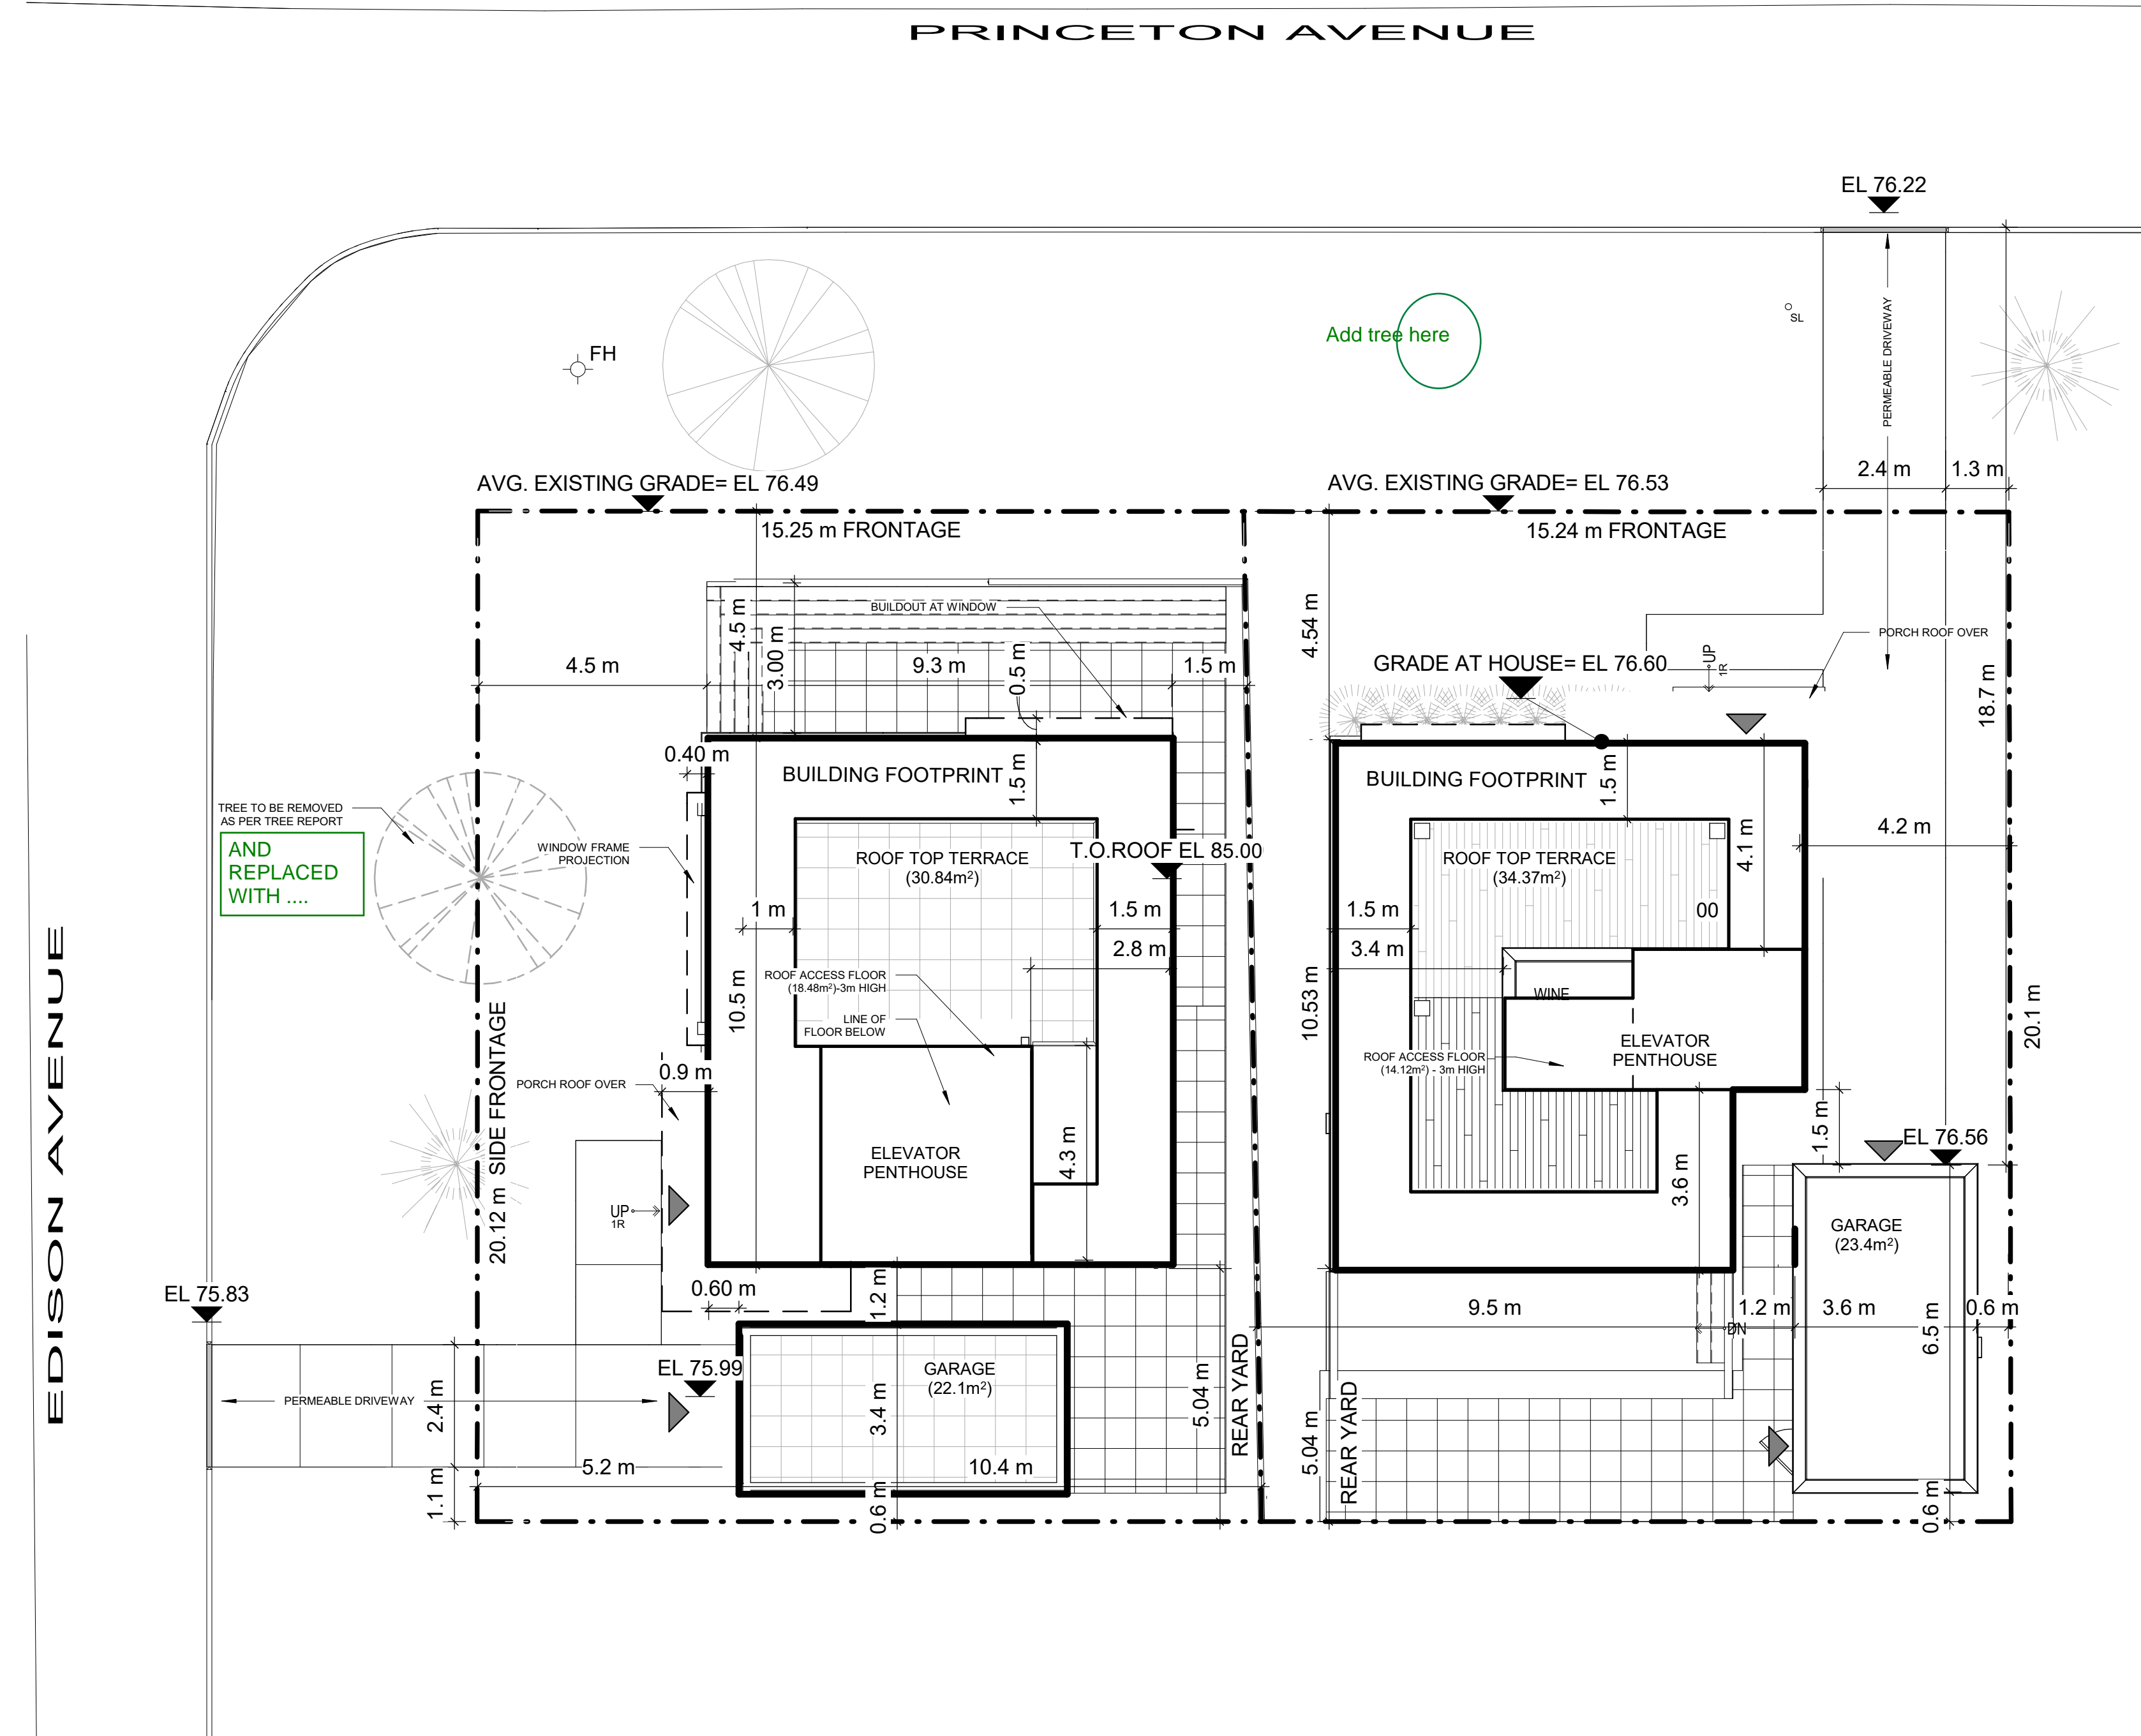 PRINCETON AVENUE
EL 76.22
PERMEABLE DRIVEWAY
SL
Add tree here
FH
2.4 m
1.3 m
AVG. EXISTING GRADE= EL 76.49
AVG. EXISTING GRADE= EL 76.53
15.25 m FRONTAGE
15.24 m FRONTAGE
BUILDOUT AT WINDOW
4.5 m
3.00 m
4.54 m
PORCH ROOF OVER
UP
1R
4.5 m
9.3 m
0.5 m
1.5 m
GRADE AT HOUSE= EL 76.60
18.7 m
0.40 m
BUILDING FOOTPRINT
1.5 m
BUILDING FOOTPRINT
1.5 m
TREE TO BE REMOVED
AS PER TREE REPORT
AND
REPLACED
WITH ....
WINDOW FRAME
PROJECTION
ROOF TOP TERRACE
(30.84m²)
T.O.ROOF EL 85.00
ROOF TOP TERRACE
(34.37m²)
4.1 m
4.2 m
1 m
1.5 m
2.8 m
1.5 m
00
3.4 m
10.5 m
ROOF ACCESS FLOOR
(18.48m²)-3m HIGH
LINE OF
FLOOR BELOW
10.53 m
WINE
ELEVATOR
PENTHOUSE
ROOF ACCESS FLOOR
(14.12m²) - 3m HIGH
20.1 m
EDISON AVENUE
20.12 m SIDE FRONTAGE
0.9 m
PORCH ROOF OVER
ELEVATOR
PENTHOUSE
4.3 m
3.6 m
1.5 m
EL 76.56
UP
1R
GARAGE
(23.4m²)
EL 75.83
0.60 m
1.2 m
9.5 m
1.2 m
3.6 m
0.6 m
DN
6.5 m
EL 75.99
GARAGE
(22.1m²)
PERMEABLE DRIVEWAY
2.4 m
3.4 m
5.04 m
REAR YARD
5.04 m
REAR YARD
5.2 m
10.4 m
1.1 m
0.6 m
0.6 m